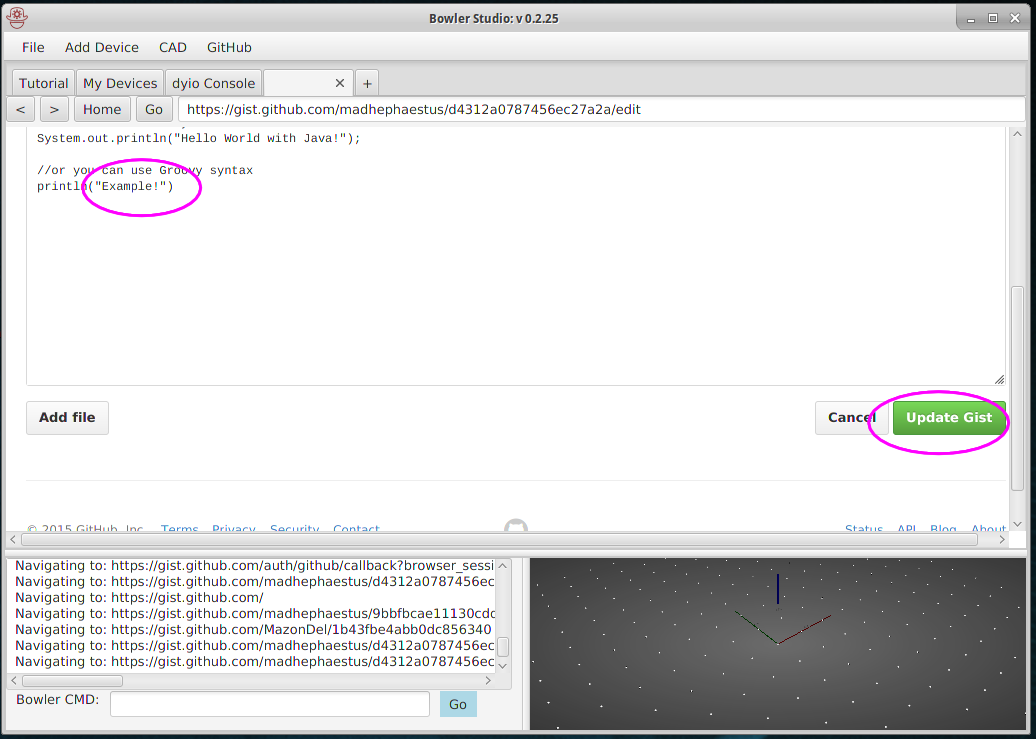 Bowler Studio: v 0.2.25
File Add Device CAD GitHub
Tutorial My Devices dyio Console × +
< > Home Go https://gist.github.com/madhephaestus/d4312a0787456ec27a2a/edit
System.out.println("Hello World with Java!");
//or you can use Groovy syntax
println("Example!")
Add file Cancel Update Gist
© 2015 GitHub, Inc. Terms Privacy Security Contact Status API Blog About
Navigating to: https://gist.github.com/auth/github/callback?browser_sessi
Navigating to: https://gist.github.com/madhephaestus/d4312a0787456ec
Navigating to: https://gist.github.com/
Navigating to: https://gist.github.com/madhephaestus/9bbfbcae11130cdc
Navigating to: https://gist.github.com/MazonDel/1b43fbe4abb0dc856340
Navigating to: https://gist.github.com/madhephaestus/d4312a0787456ec
Navigating to: https://gist.github.com/madhephaestus/d4312a0787456ec
Bowler CMD: Go